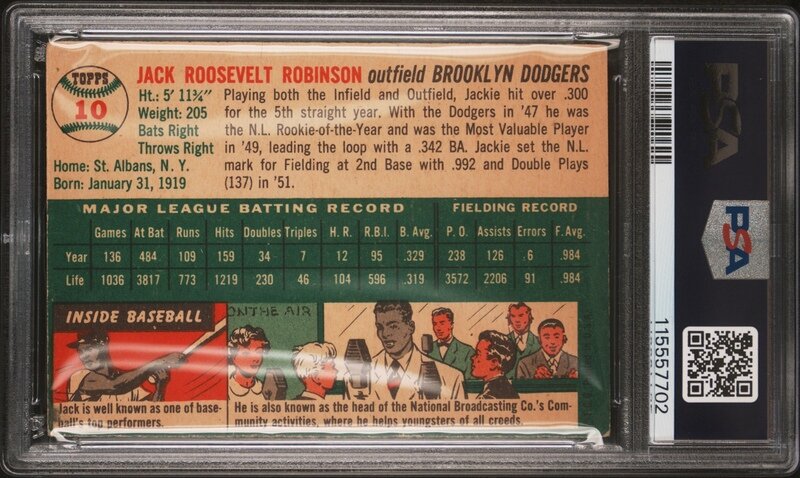 TOPPS
10
JACK ROOSEVELT ROBINSON outfield BROOKLYN DODGERS
Ht.: 5' 11¾"
Weight: 205
Bats Right
Throws Right
Home: St. Albans, N. Y.
Born: January 31, 1919
Playing both the Infield and Outfield, Jackie hit over .300
for the 5th straight year. With the Dodgers in '47 he was
the N.L. Rookie-of-the-Year and was the Most Valuable Player
in '49, leading the loop with a .342 BA. Jackie set the N.L.
mark for Fielding at 2nd Base with .992 and Double Plays
(137) in '51.
MAJOR LEAGUE BATTING RECORD FIELDING RECORD
Games At Bat Runs Hits Doubles Triples H. R. R.B.I. B. Avg. P. O. Assists Errors F. Avg.
Year 136 484 109 159 34 7 12 95 .329 238 126 6 .984
Life 1036 3817 773 1219 230 46 104 596 .319 3572 2206 91 .984
INSIDE BASEBALL
ON THE AIR
Jack is well known as one of base-
ball's top performers.
He is also known as the head of the National Broadcasting Co.'s Com-
munity activities, where he helps youngsters of all creeds.
PSA
PSA
115557702